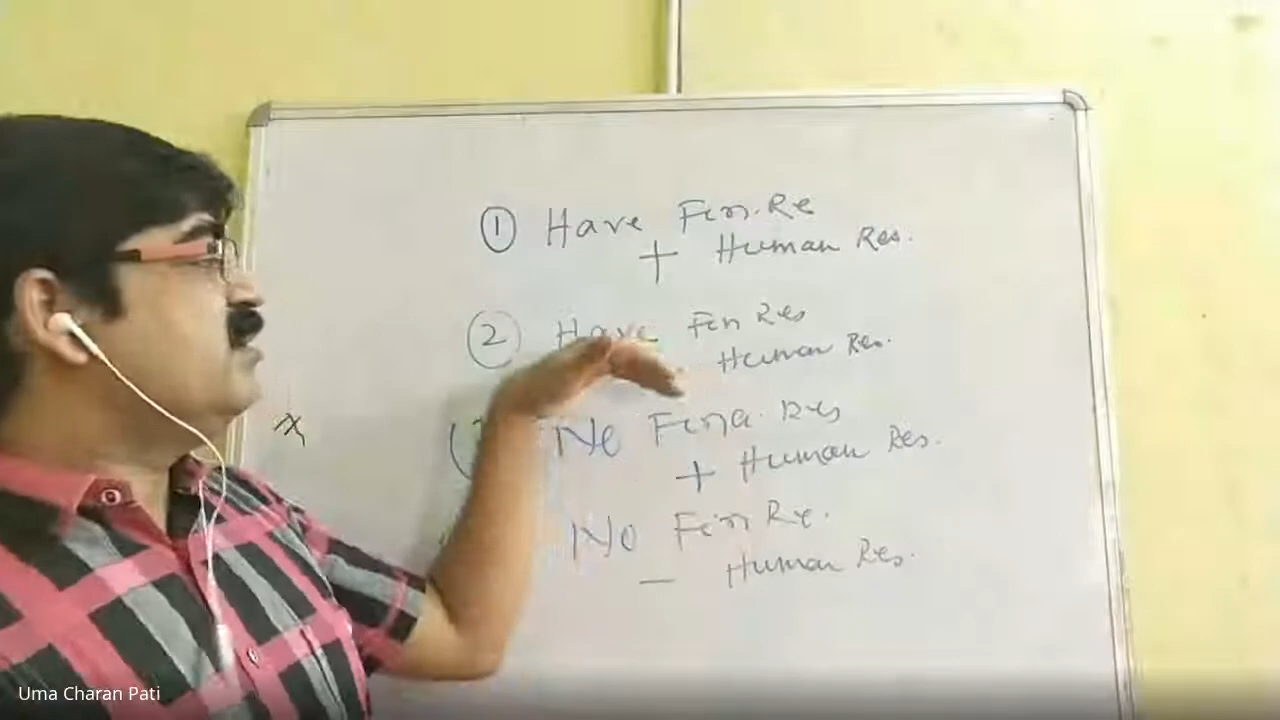 ① Have Fin. Re
+ Human Res.
② Have Fin Res
Human Res.
No Fina. Res
+ Human Res.
No Fin Re.
— Human Res.
Uma Charan Pati